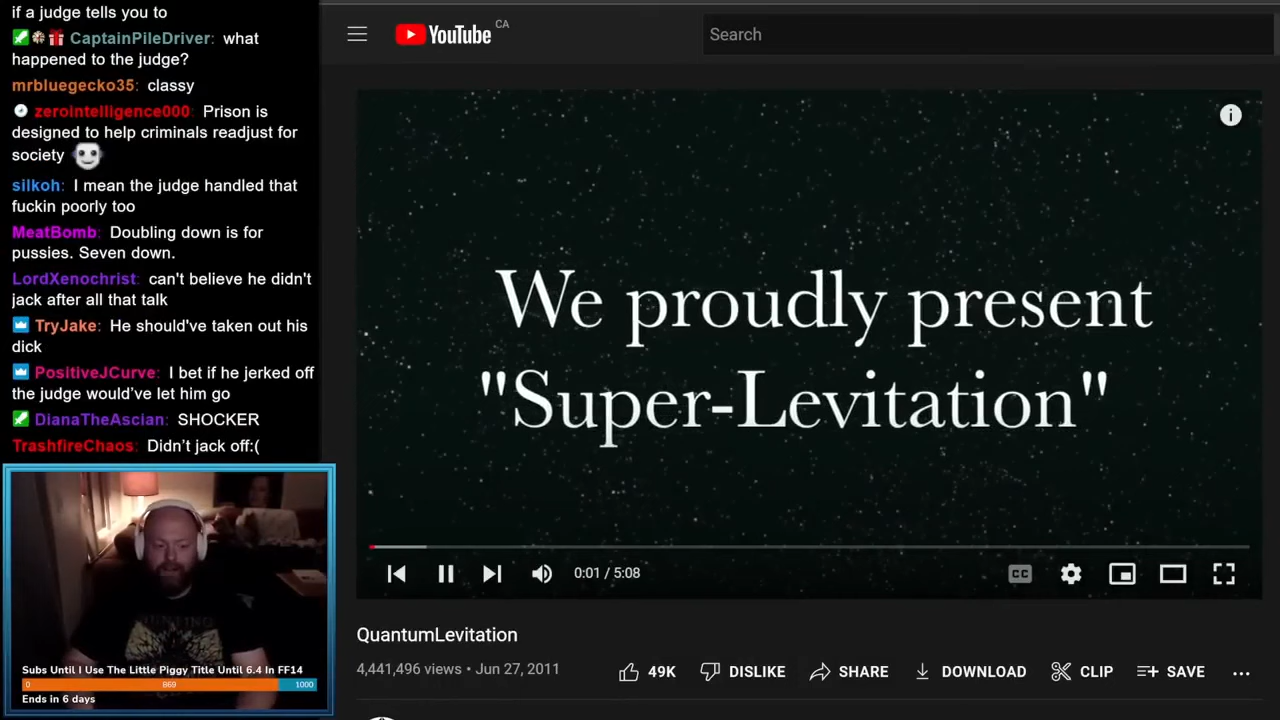 if a judge tells you to
CaptainPileDriver: what
happened to the judge?
mrbluegecko35: classy
zerointelligence000: Prison is
designed to help criminals readjust for
society
silkoh: I mean the judge handled that
fuckin poorly too
MeatBomb: Doubling down is for
pussies. Seven down.
LordXenochrist: can't believe he didn't
jack after all that talk
TryJake: He should've taken out his
dick
PositiveJCurve: I bet if he jerked off
the judge would've let him go
DianaTheAscian: SHOCKER
TrashfireChaos: Didn't jack off:(
Subs Until I Use The Little Piggy Title Until 6.4 In FF14
0 869 1000
Ends in 6 days
YouTube CA
Search
We proudly present
"Super-Levitation"
0:01 / 5:08
CC
QuantumLevitation
4,441,496 views • Jun 27, 2011
49K DISLIKE SHARE DOWNLOAD CLIP SAVE